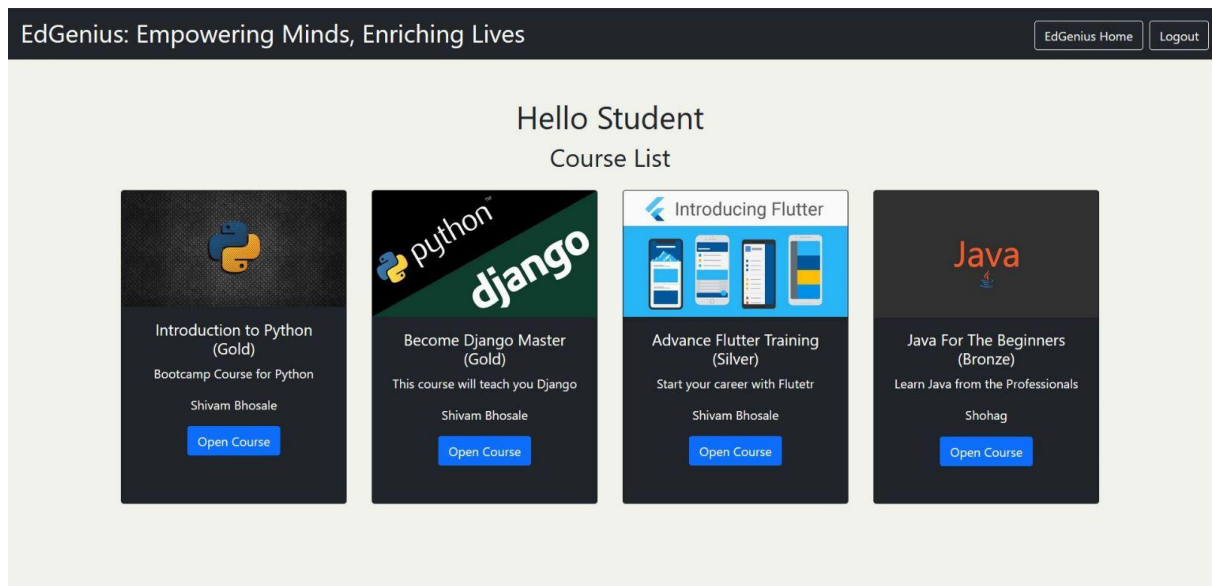 EdGenius: Empowering Minds, Enriching Lives
EdGenius Home
Logout
Hello Student
Course List
Introduction to Python
(Gold)
Bootcamp Course for Python
Shivam Bhosale
Open Course
python
django
Become Django Master
(Gold)
This course will teach you Django
Shivam Bhosale
Open Course
Introducing Flutter
Advance Flutter Training
(Silver)
Start your career with Flutetr
Shivam Bhosale
Open Course
Java
Java For The Beginners
(Bronze)
Learn Java from the Professionals
Shohag
Open Course